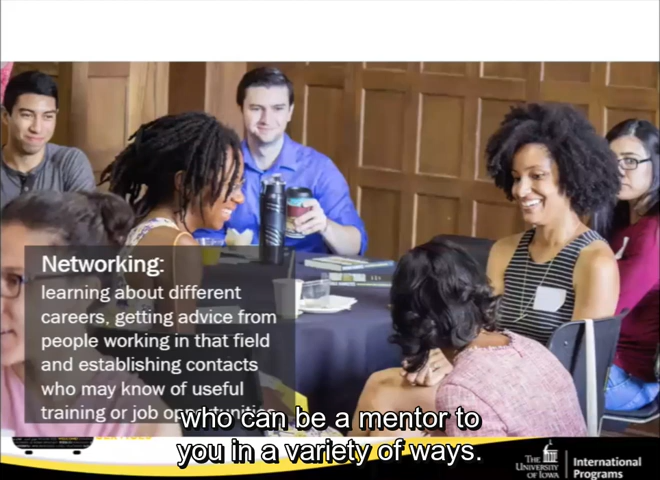 Networking:
learning about different
careers, getting advice from
people working in that field
and establishing contacts
who may know of useful
training or job opportunities
who can be a mentor to
you in a variety of ways.
THE
UNIVERSITY
OF IOWA
International
Programs